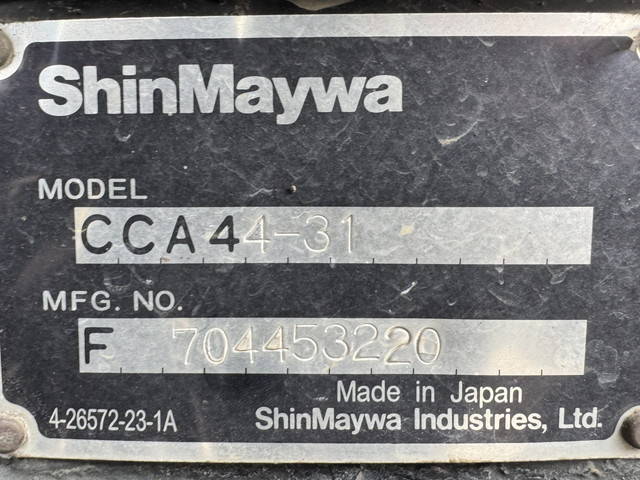 ShinMaywa
MODEL
CCA44-31
MFG. NO.
F 704453220
Made in Japan
4-26572-23-1A ShinMaywa Industries, Ltd.